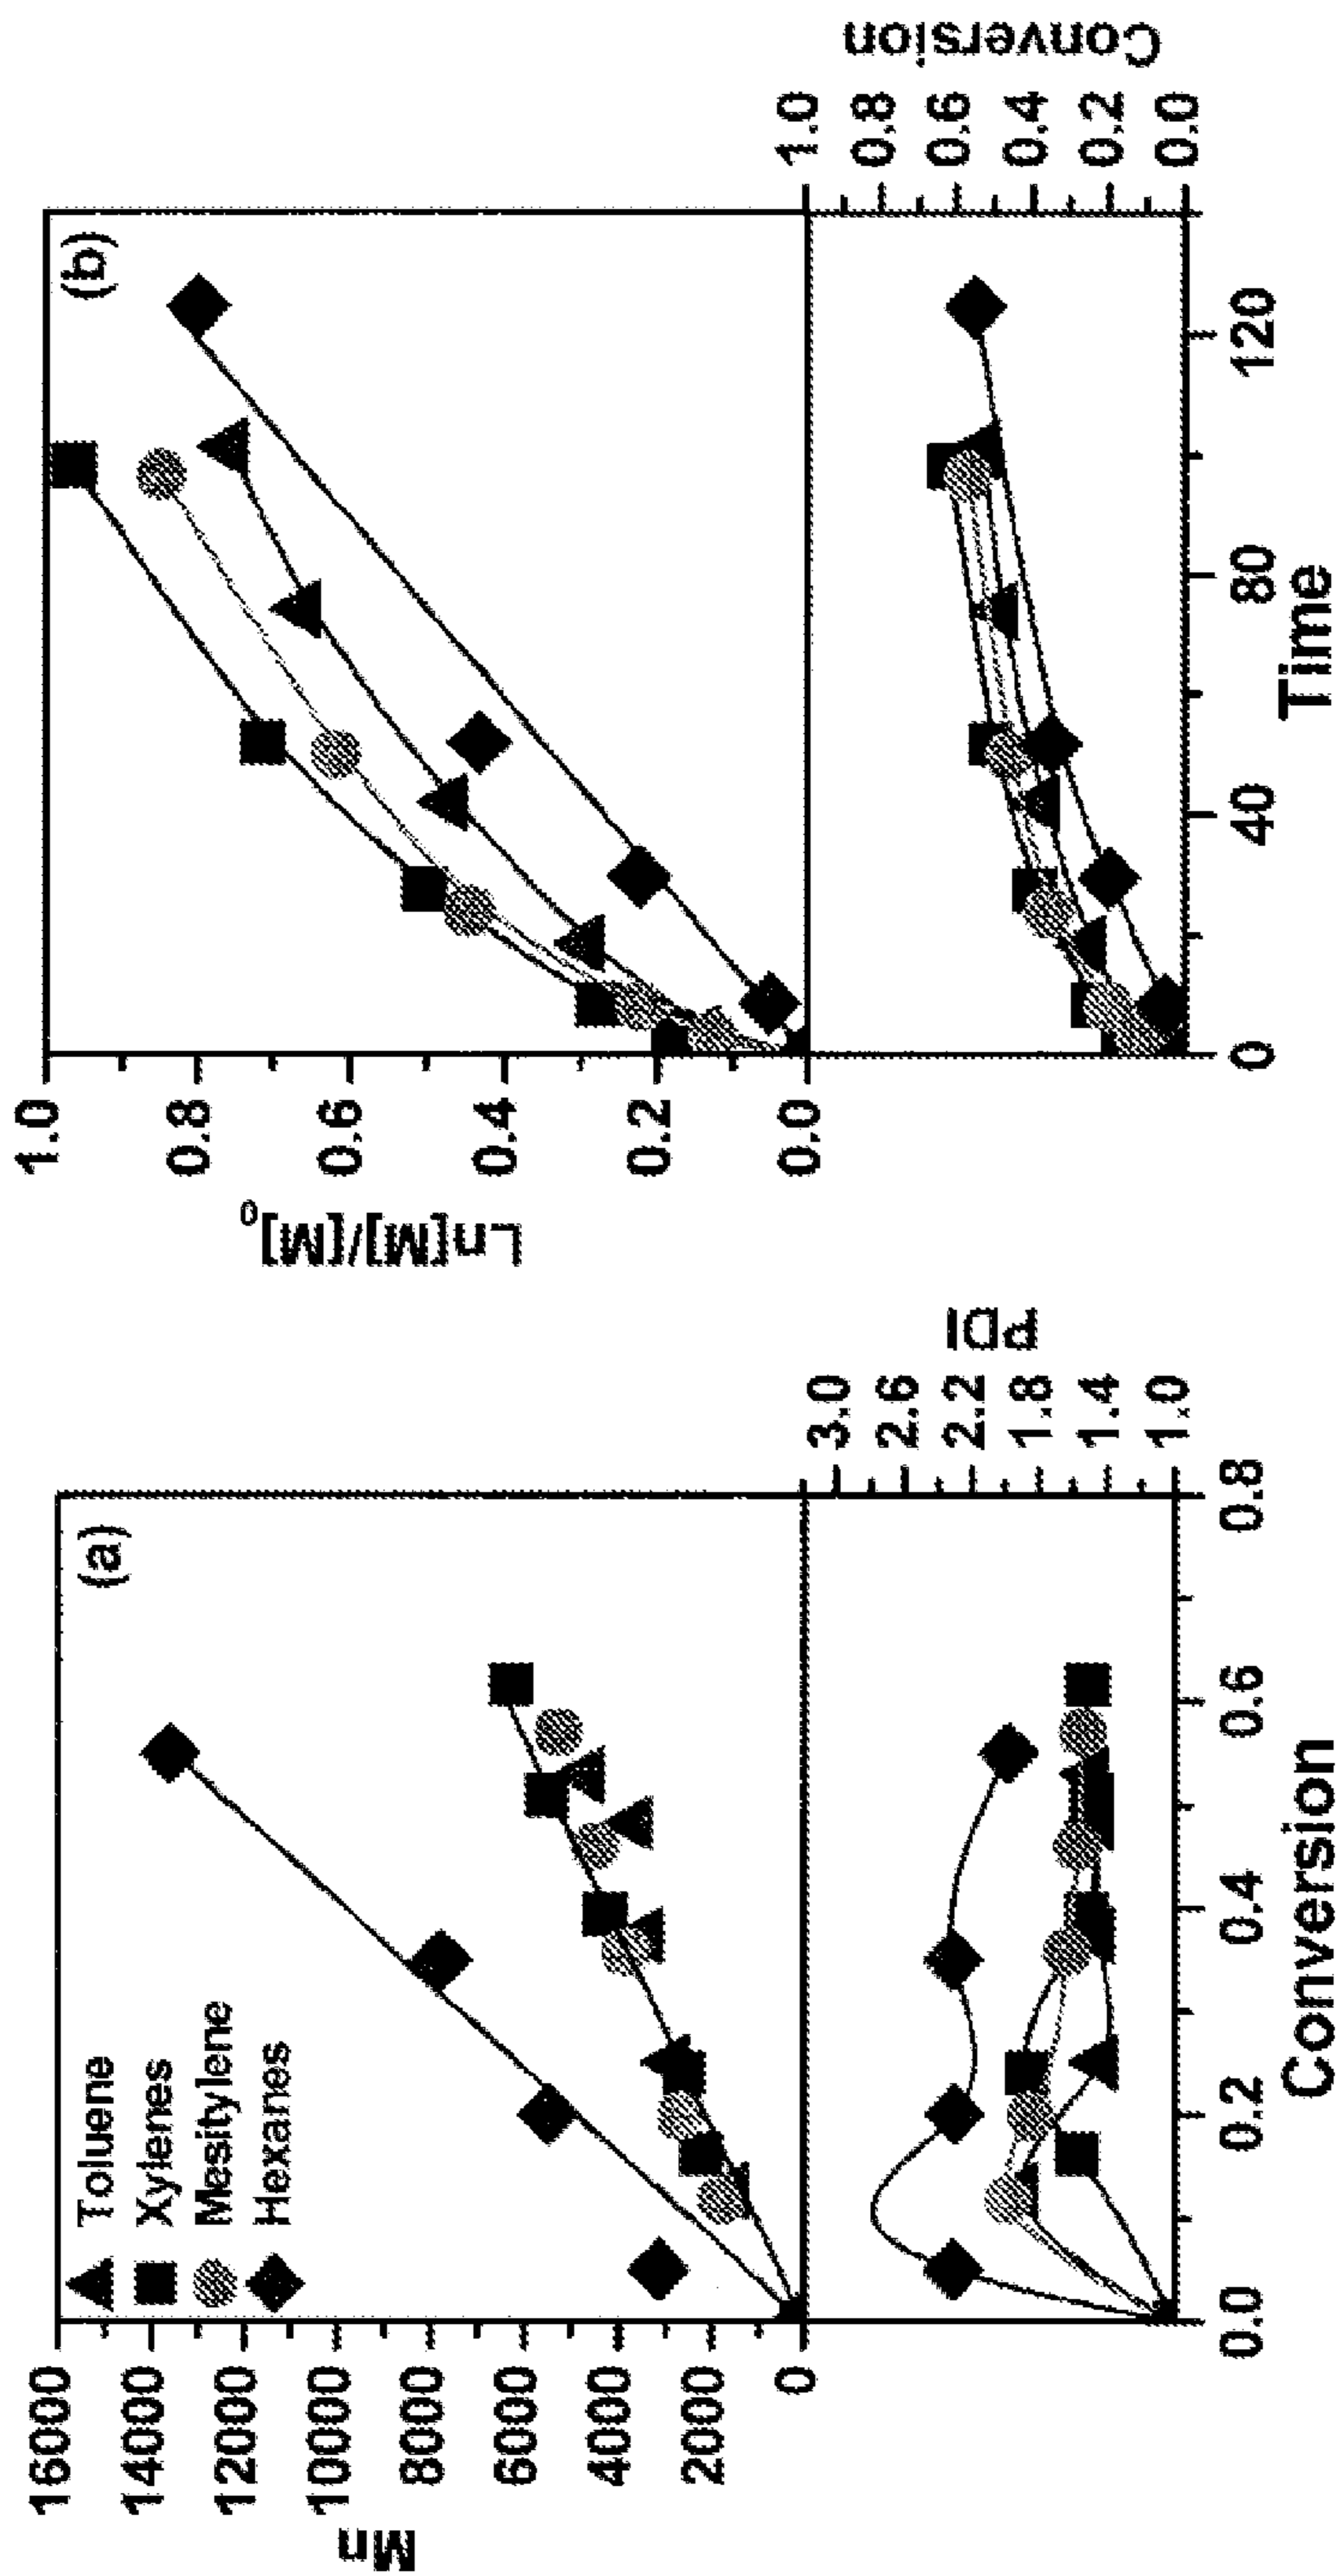 (a)
Toluene
Xylenes
Mesitylene
Hexanes
16000
14000
12000
10000
8000
6000
4000
2000
0
Mn
3.0
2.6
2.2
1.8
1.4
1.0
PDI
0.0 0.2 0.4 0.6 0.8
Conversion
(b)
1.0
0.8
0.6
0.4
0.2
0.0
Ln[M]/[M]₀
1.0
0.8
0.6
0.4
0.2
0.0
Conversion
0 40 80 120
Time